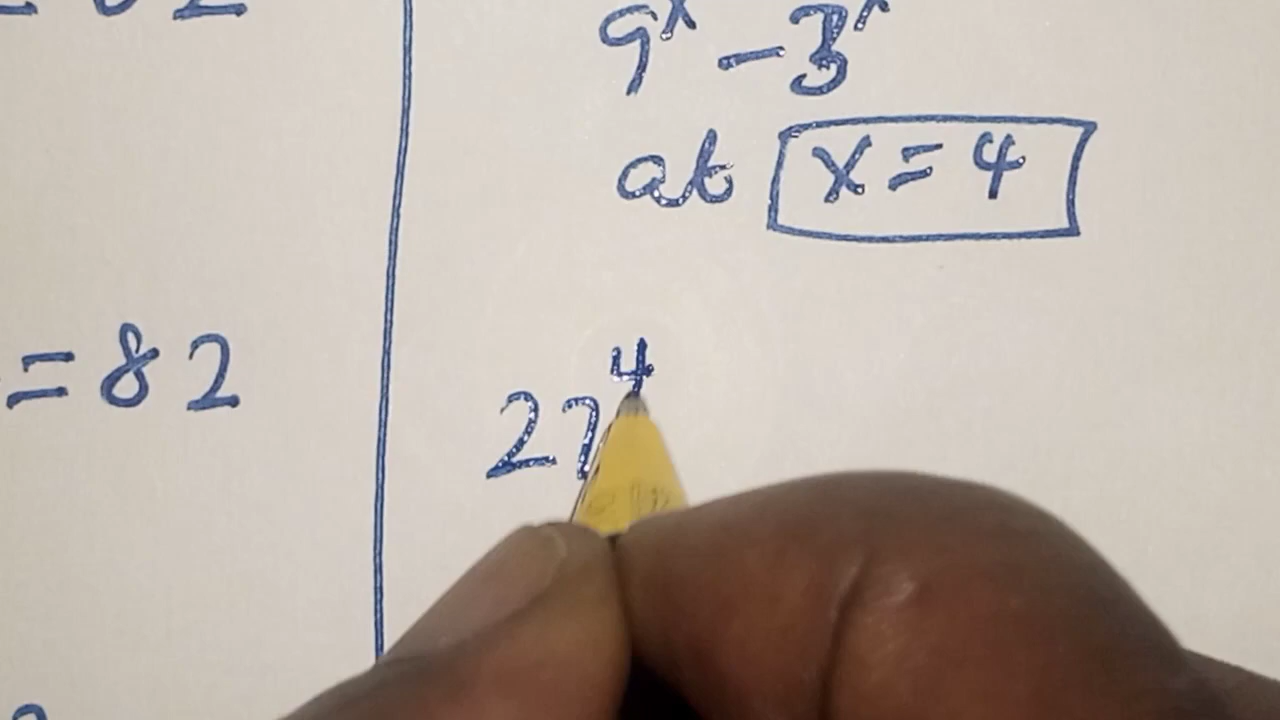 9ˣ - 3ˣ
at x = 4
= 82
27⁴